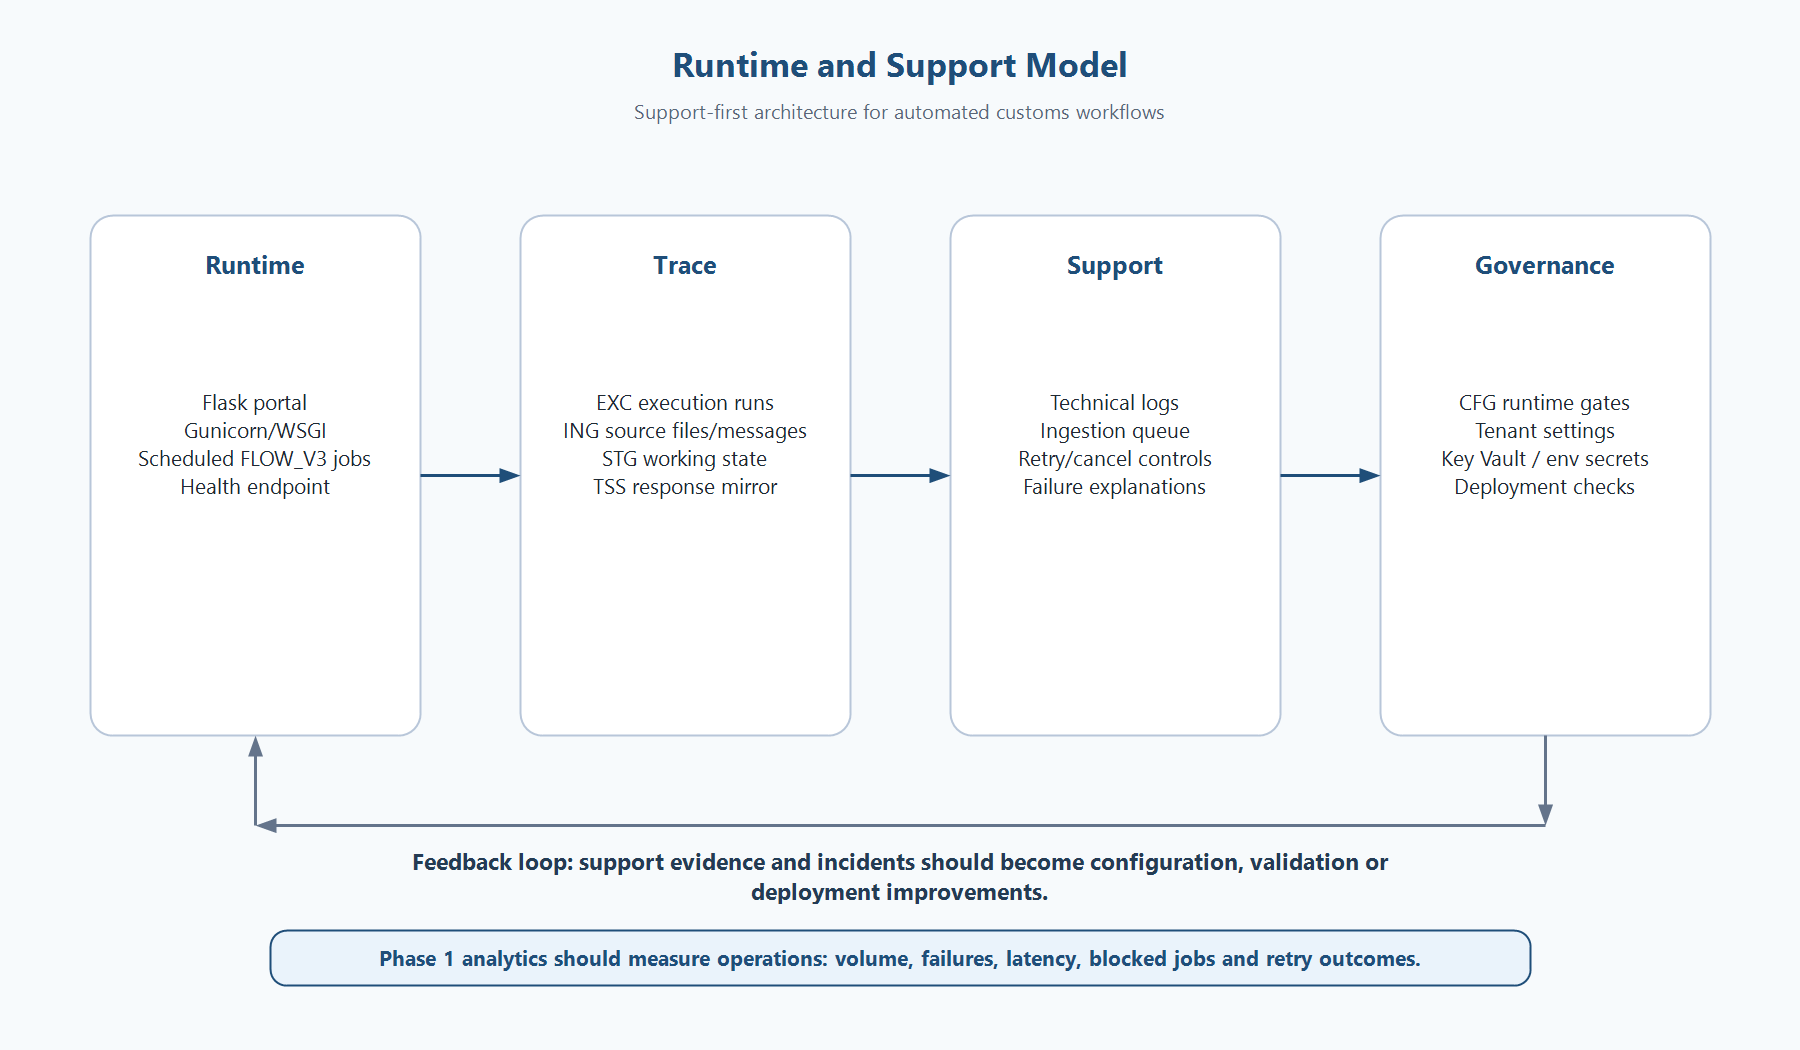 Runtime and Support Model
Support-first architecture for automated customs workflows
Runtime
Flask portal
Gunicorn/WSGI
Scheduled FLOW_V3 jobs
Health endpoint
Trace
EXC execution runs
ING source files/messages
STG working state
TSS response mirror
Support
Technical logs
Ingestion queue
Retry/cancel controls
Failure explanations
Governance
CFG runtime gates
Tenant settings
Key Vault / env secrets
Deployment checks
Feedback loop: support evidence and incidents should become configuration, validation or
deployment improvements.
Phase 1 analytics should measure operations: volume, failures, latency, blocked jobs and retry outcomes.